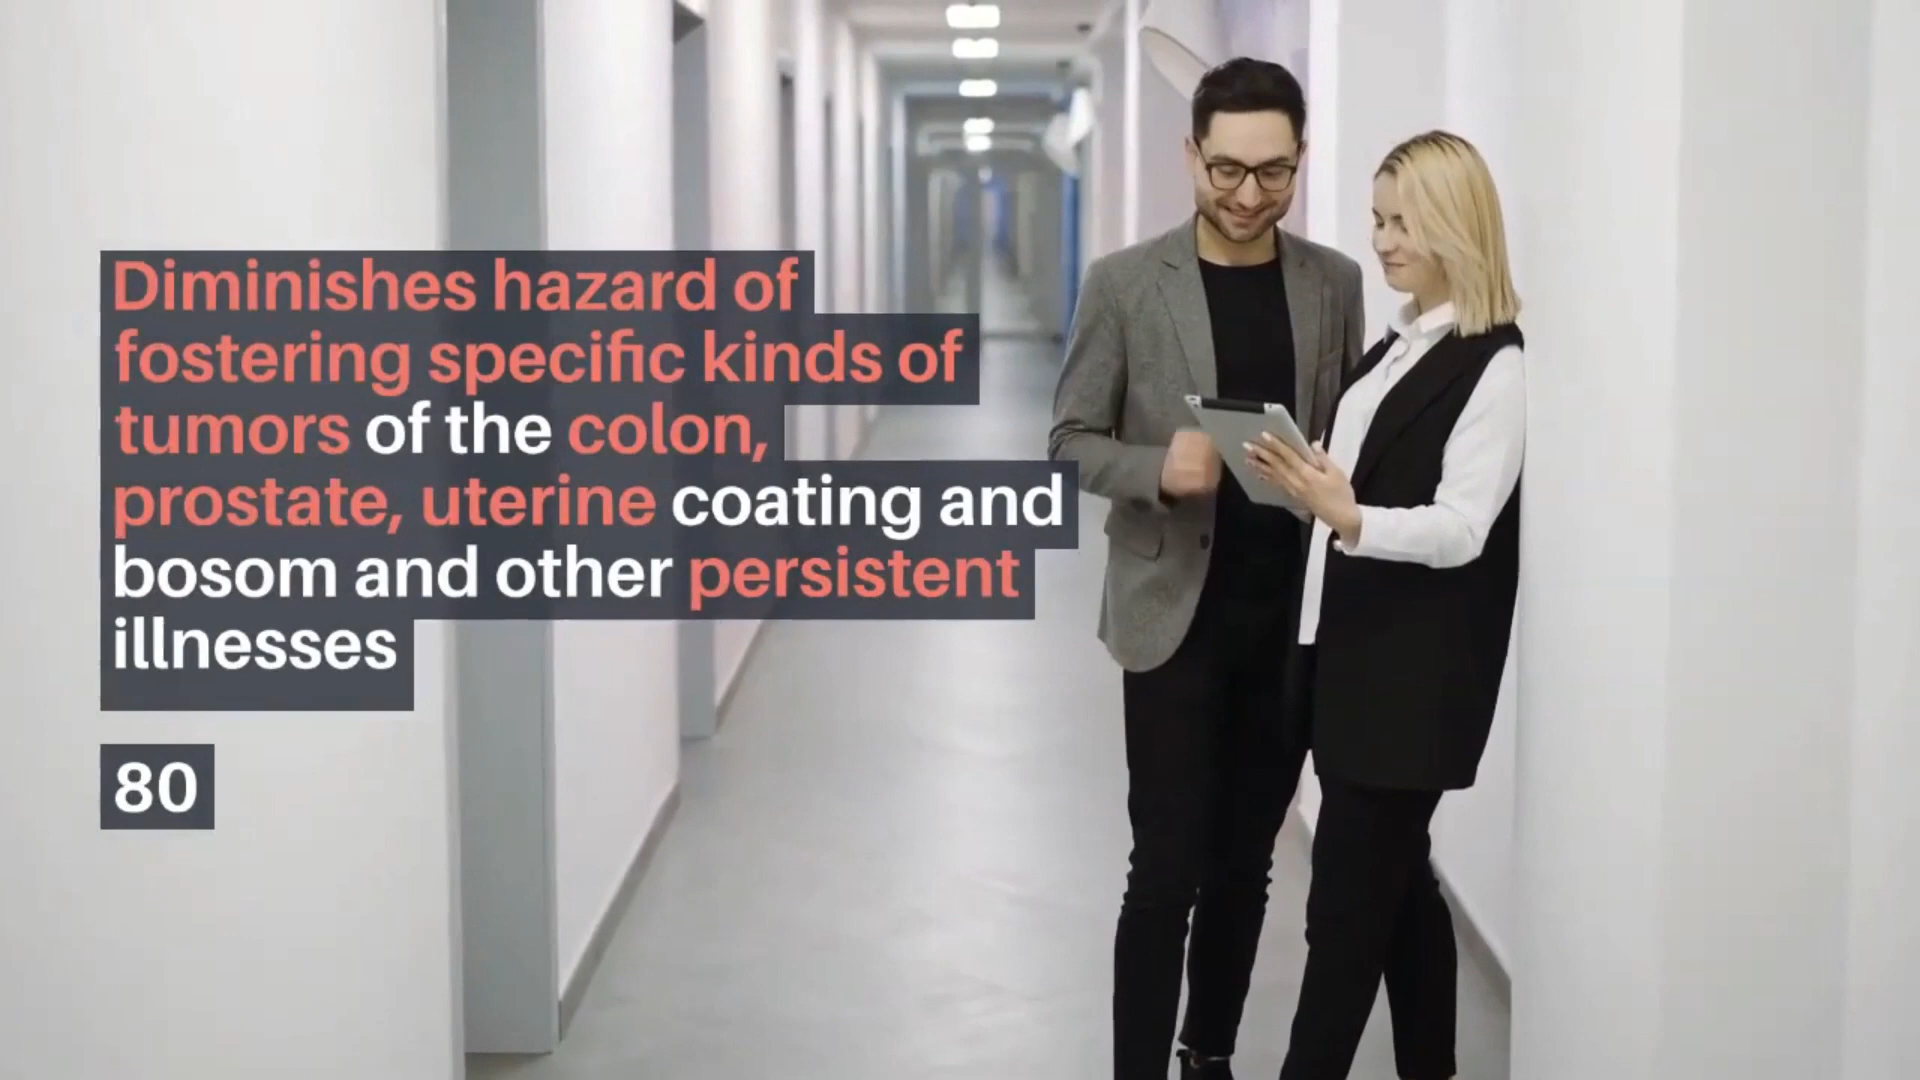 Diminishes hazard of
fostering specific kinds of
tumors of the colon,
prostate, uterine coating and
bosom and other persistent
illnesses
80